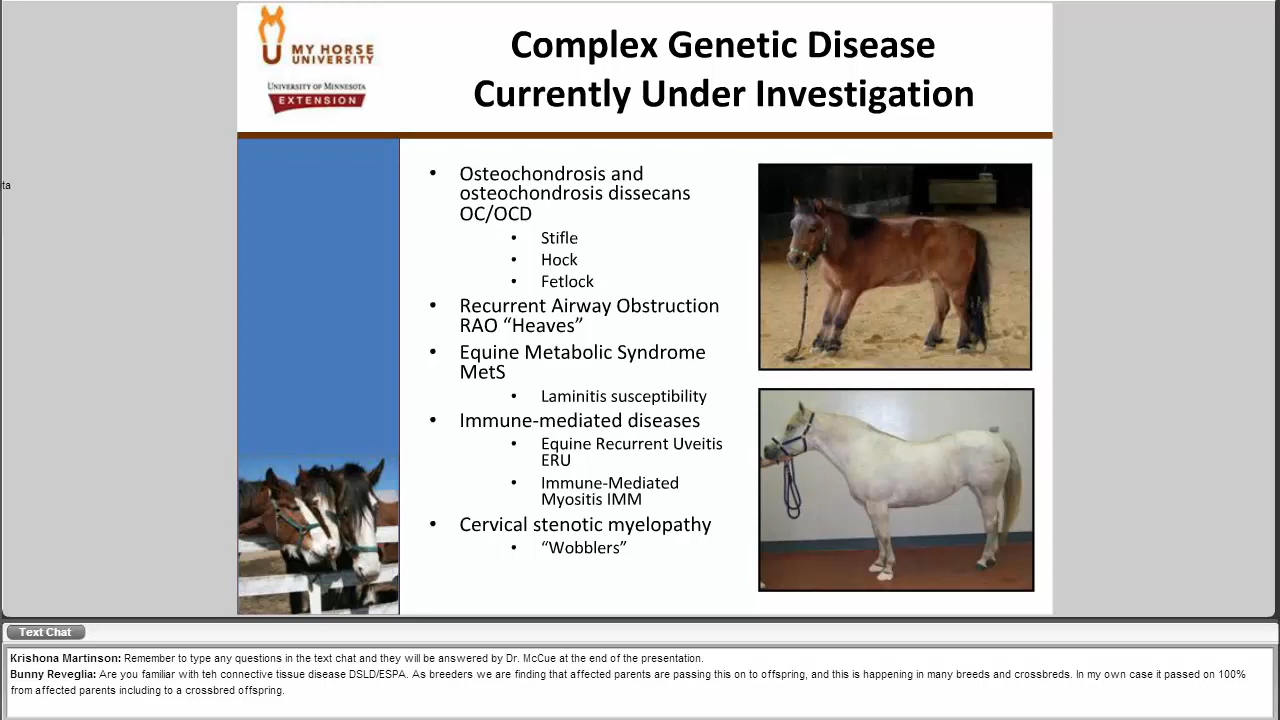 MY HORSE
UNIVERSITY
UNIVERSITY OF MINNESOTA
EXTENSION
Complex Genetic Disease
Currently Under Investigation
ta
• Osteochondrosis and
osteochondrosis dissecans
OC/OCD
• Stifle
• Hock
• Fetlock
• Recurrent Airway Obstruction
RAO “Heaves”
• Equine Metabolic Syndrome
MetS
• Laminitis susceptibility
• Immune-mediated diseases
• Equine Recurrent Uveitis
ERU
• Immune-Mediated
Myositis IMM
• Cervical stenotic myelopathy
• “Wobblers”
Text Chat
Krishona Martinson: Remember to type any questions in the text chat and they will be answered by Dr. McCue at the end of the presentation.
Bunny Reveglia: Are you familiar with teh connective tissue disease DSLD/ESPA. As breeders we are finding that affected parents are passing this on to offspring, and this is happening in many breeds and crossbreds. In my own case it passed on 100%
from affected parents including to a crossbred offspring.